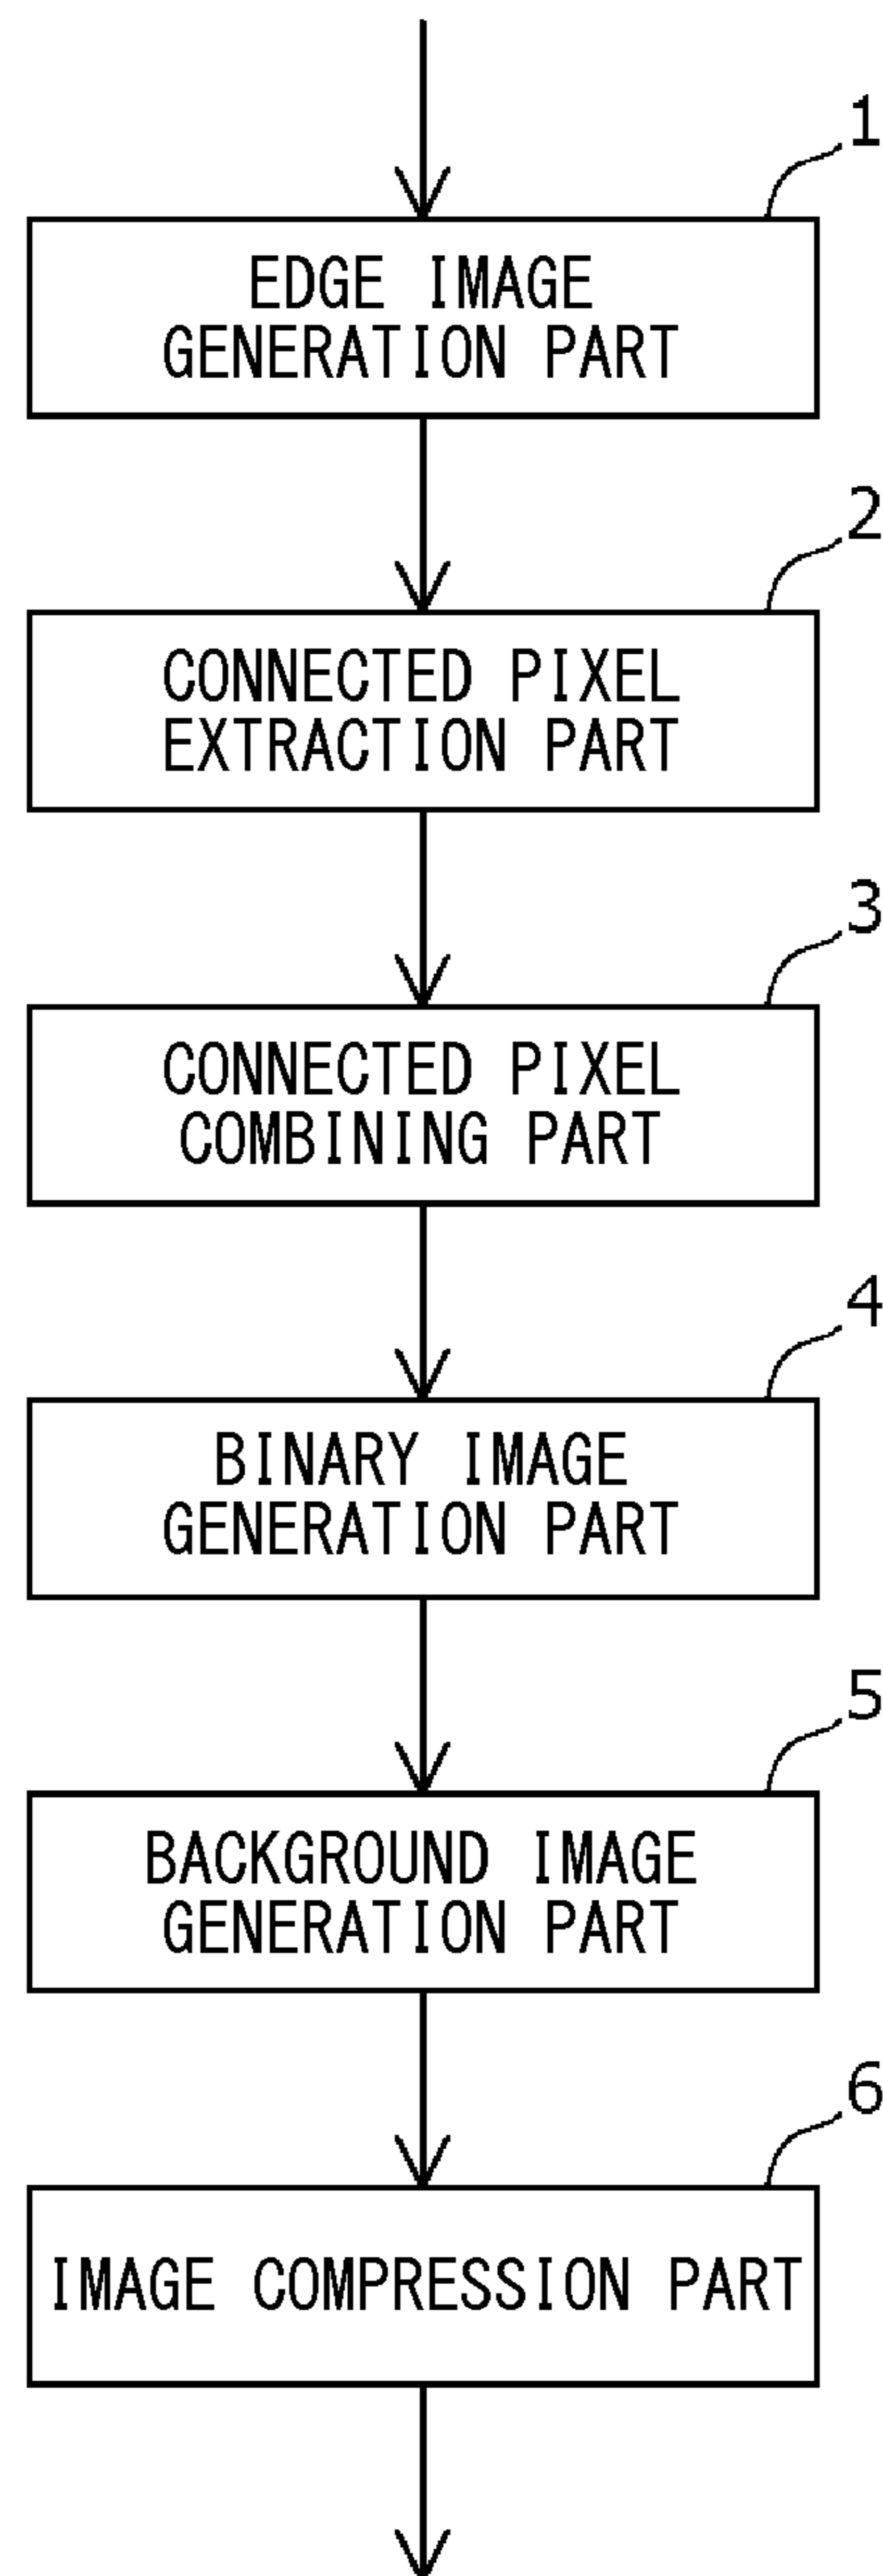 1
EDGE IMAGE
GENERATION PART
2
CONNECTED PIXEL
EXTRACTION PART
3
CONNECTED PIXEL
COMBINING PART
4
BINARY IMAGE
GENERATION PART
5
BACKGROUND IMAGE
GENERATION PART
6
IMAGE COMPRESSION PART